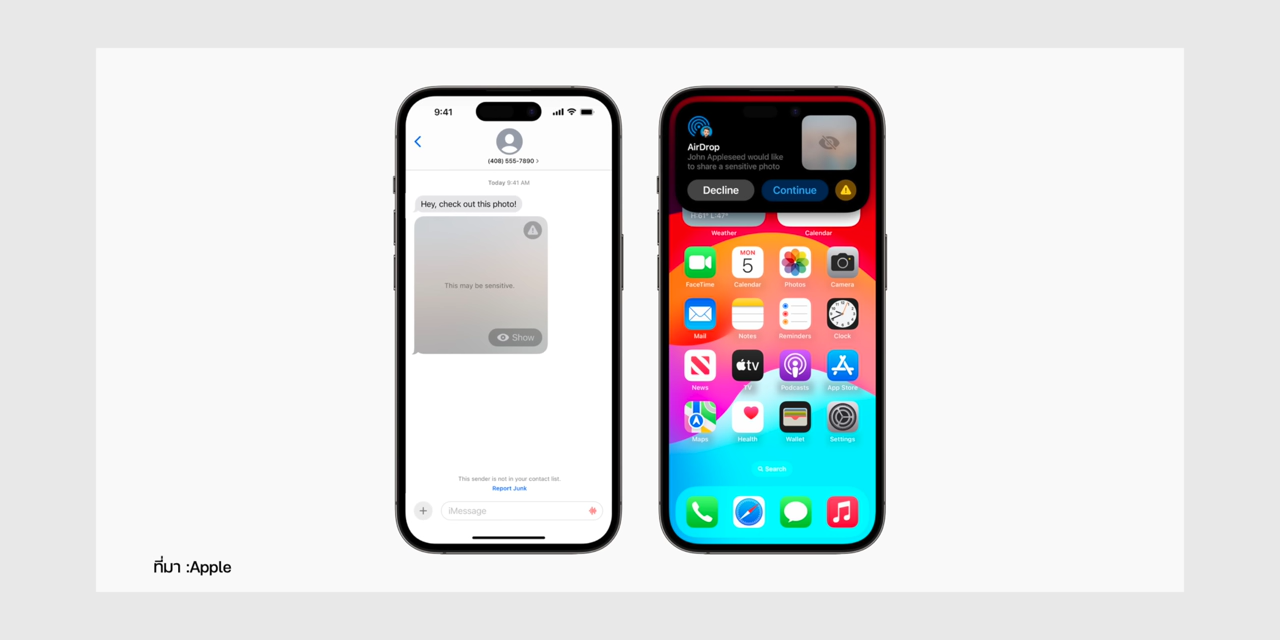 9:41
(408) 555-7890 >
Today 9:41 AM
Hey, check out this photo!
This may be sensitive.
Show
This sender is not in your contact list.
Report Junk
iMessage
AirDrop
John Appleseed would like
to share a sensitive photo
Decline
Continue
H:61° L:47°
Weather
Calendar
MON
5
FaceTime
Calendar
Photos
Camera
Mail
Notes
Reminders
Clock
tv
News
TV
Podcasts
App Store
Maps
Health
Wallet
Settings
Search
ที่มา :Apple